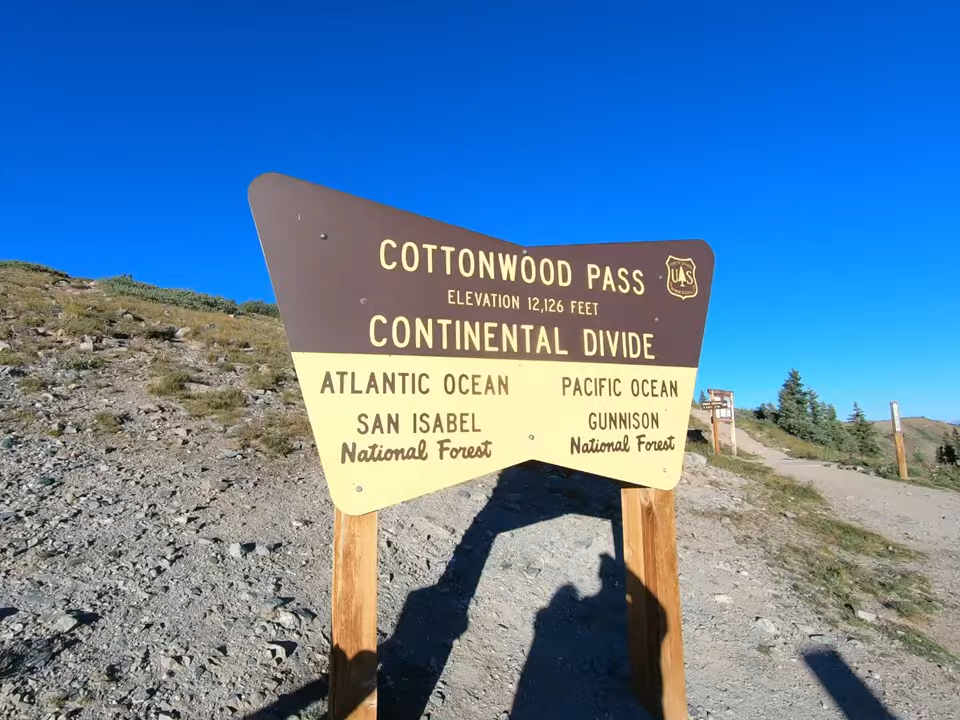 COTTONWOOD PASS
ELEVATION 12,126 FEET
CONTINENTAL DIVIDE
ATLANTIC OCEAN
SAN ISABEL
National Forest
PACIFIC OCEAN
GUNNISON
National Forest
US